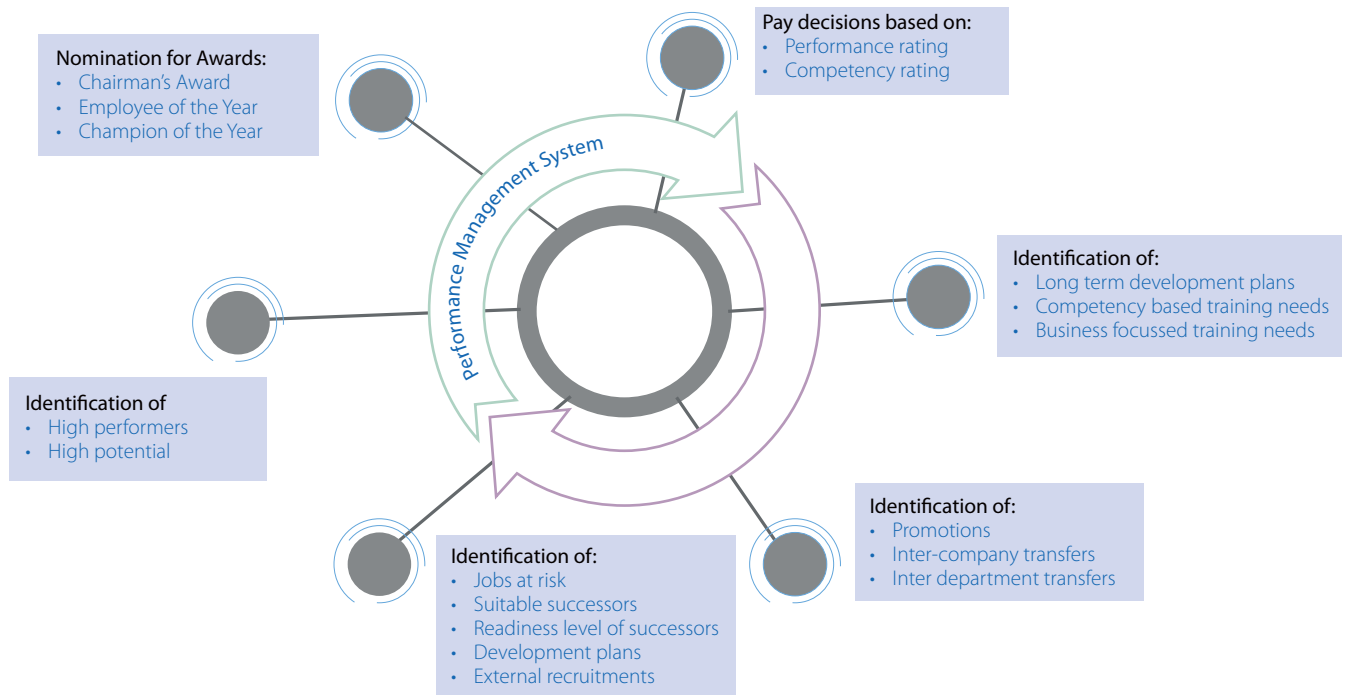 Pay decisions based on:
• Performance rating
• Competency rating
Nomination for Awards:
• Chairman's Award
• Employee of the Year
• Champion of the Year
Performance Management System
Identification of:
• Long term development plans
• Competency based training needs
• Business focussed training needs
Identification of
• High performers
• High potential
Identification of:
• Promotions
• Inter-company transfers
• Inter department transfers
Identification of:
• Jobs at risk
• Suitable successors
• Readiness level of successors
• Development plans
• External recruitments